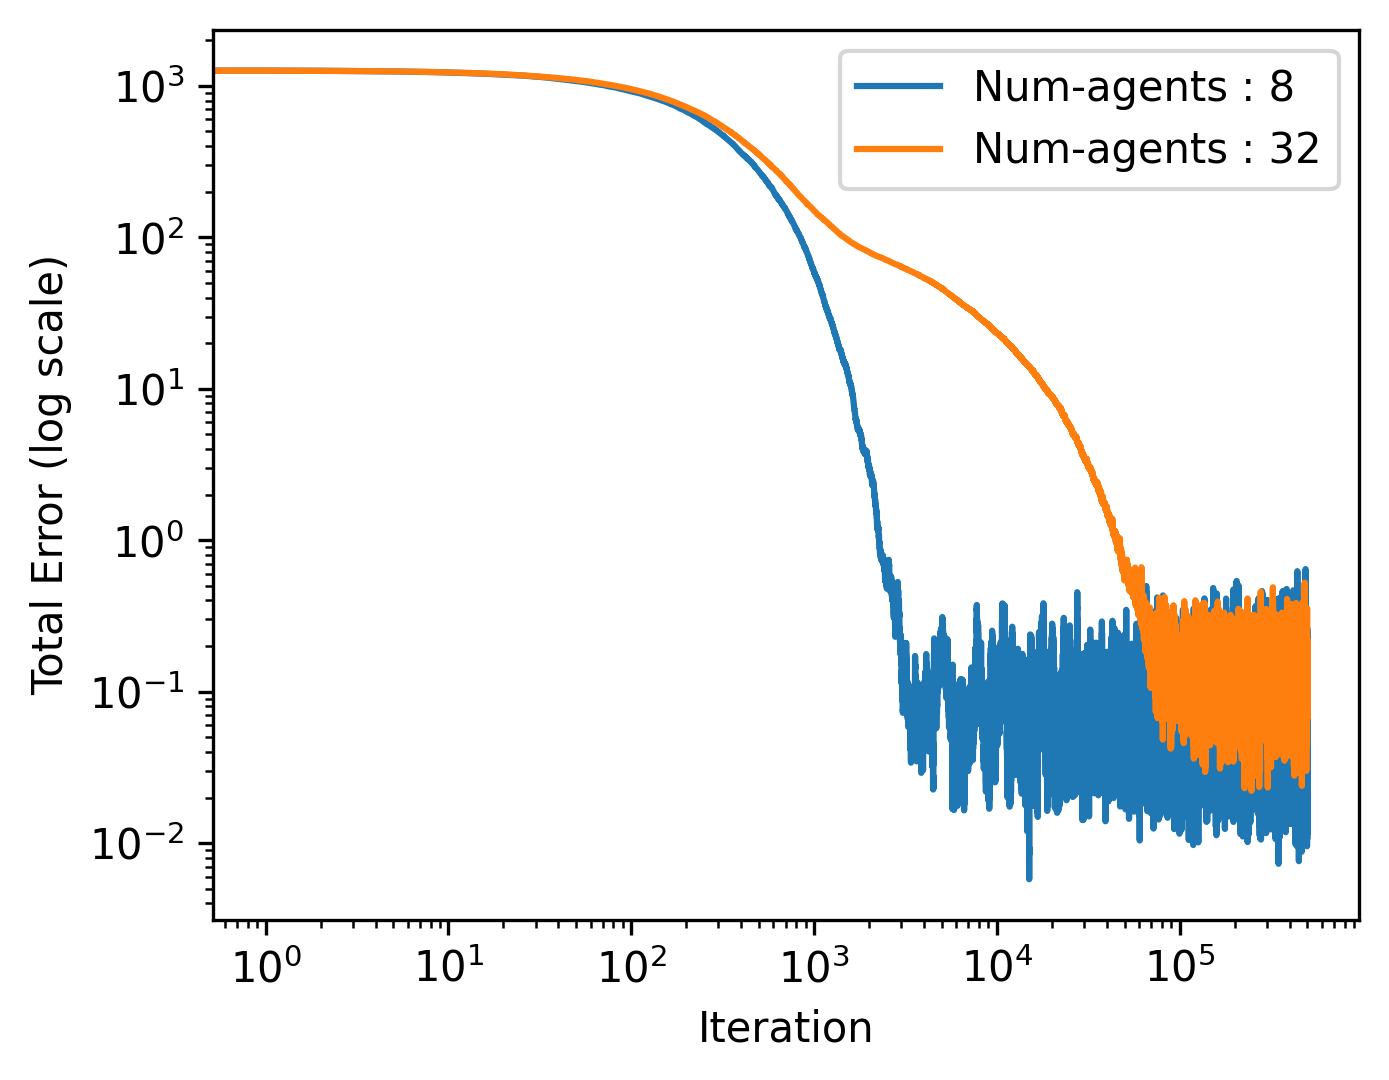 Num-agents : 8
Num-agents : 32
Total Error (log scale)
10³
10²
10¹
10⁰
10⁻¹
10⁻²
10⁰ 10¹ 10² 10³ 10⁴ 10⁵
Iteration